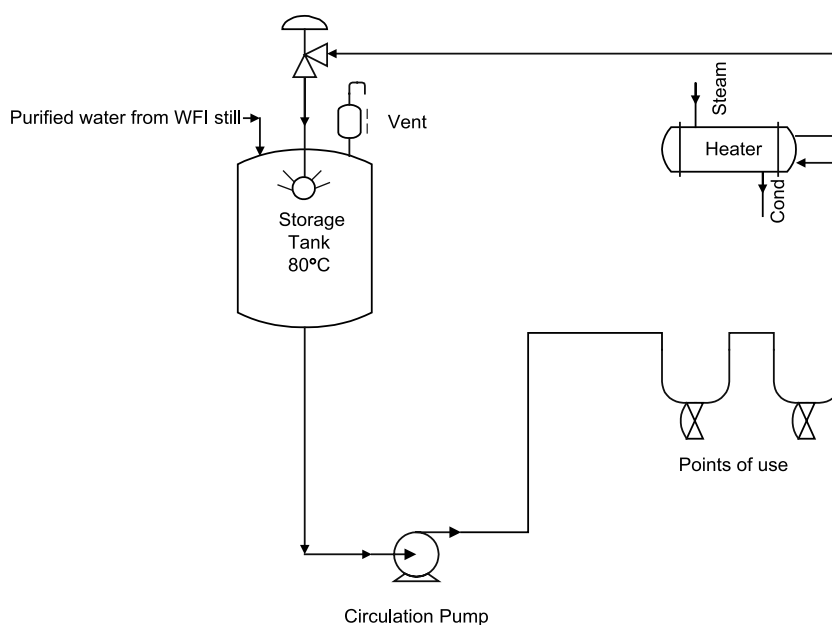 Purified water from WFI still
Vent
Steam
Heater
Cond
Storage
Tank
80°C
Points of use
Circulation Pump